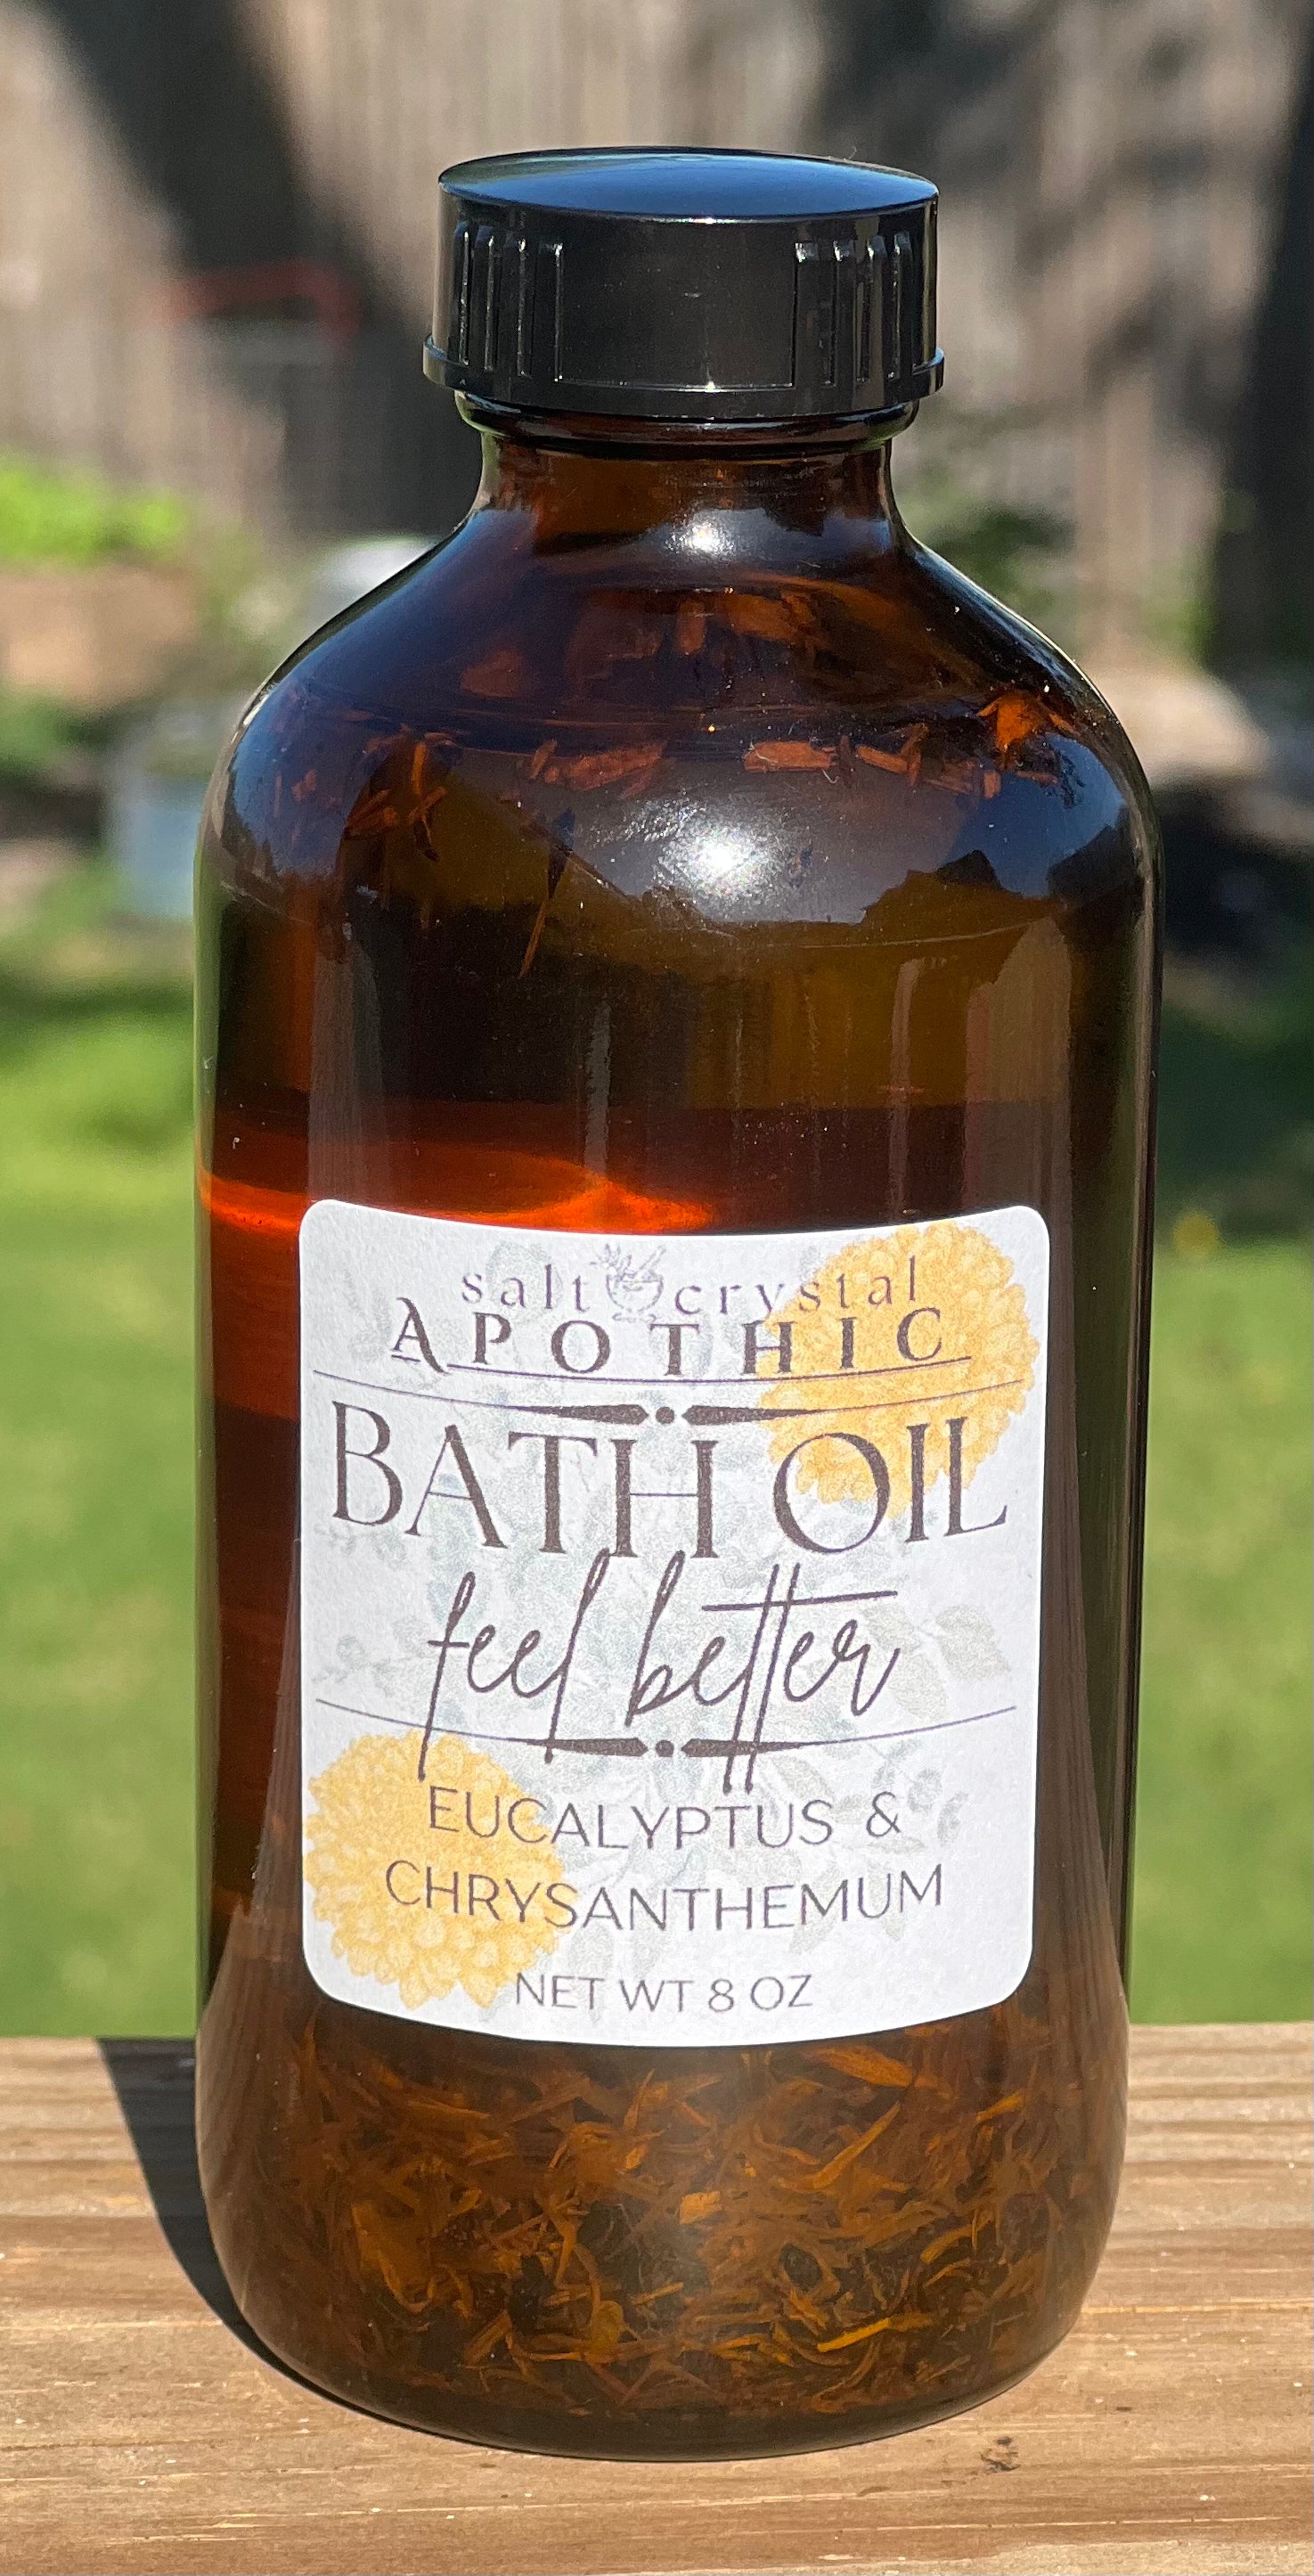 salt crystal
APOTHIC
BATH OIL
feel better
EUCALYPTUS &
CHRYSANTHEMUM
NET WT 8 OZ